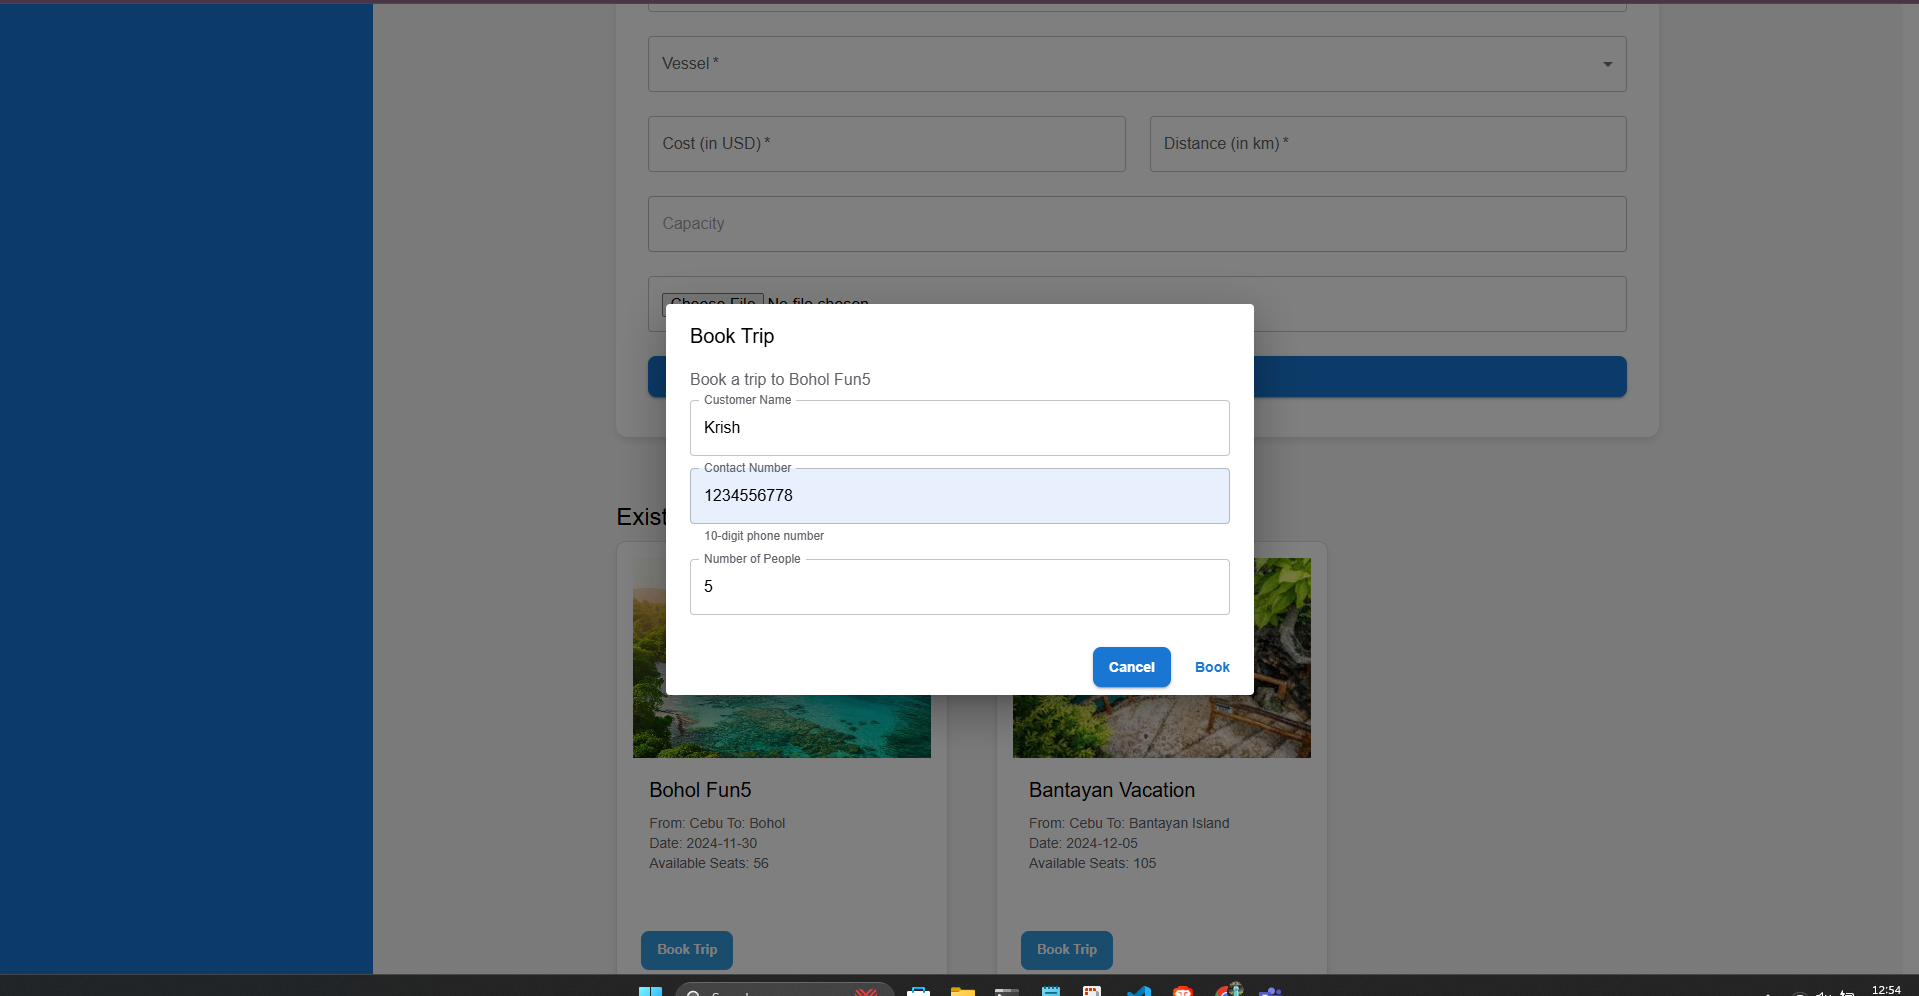 Vessel *
Cost (in USD) *
Distance (in km) *
Capacity
Choose File No file chosen
Book Trip
Book a trip to Bohol Fun5
Customer Name
Krish
Contact Number
1234556778
10-digit phone number
Number of People
5
Cancel
Book
Exist
Bohol Fun5
From: Cebu To: Bohol
Date: 2024-11-30
Available Seats: 56
Book Trip
Bantayan Vacation
From: Cebu To: Bantayan Island
Date: 2024-12-05
Available Seats: 105
Book Trip
12:54